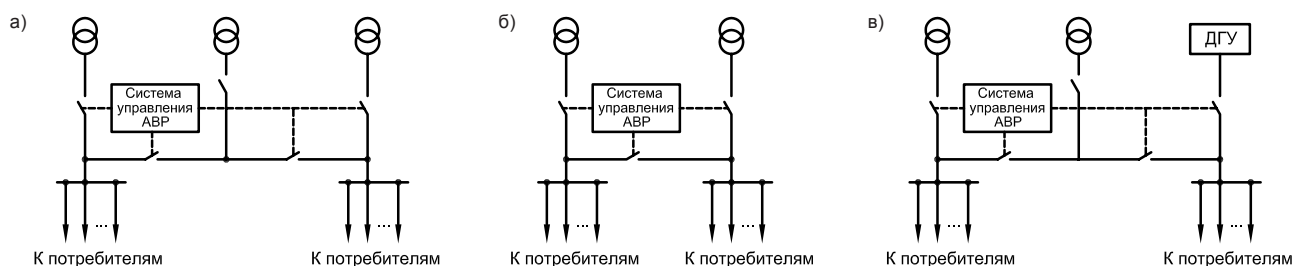 а)
Система
управления
АВР
...
...
К потребителям
К потребителям
б)
Система
управления
АВР
...
...
К потребителям
К потребителям
в)
ДГУ
Система
управления
АВР
...
...
К потребителям
К потребителям